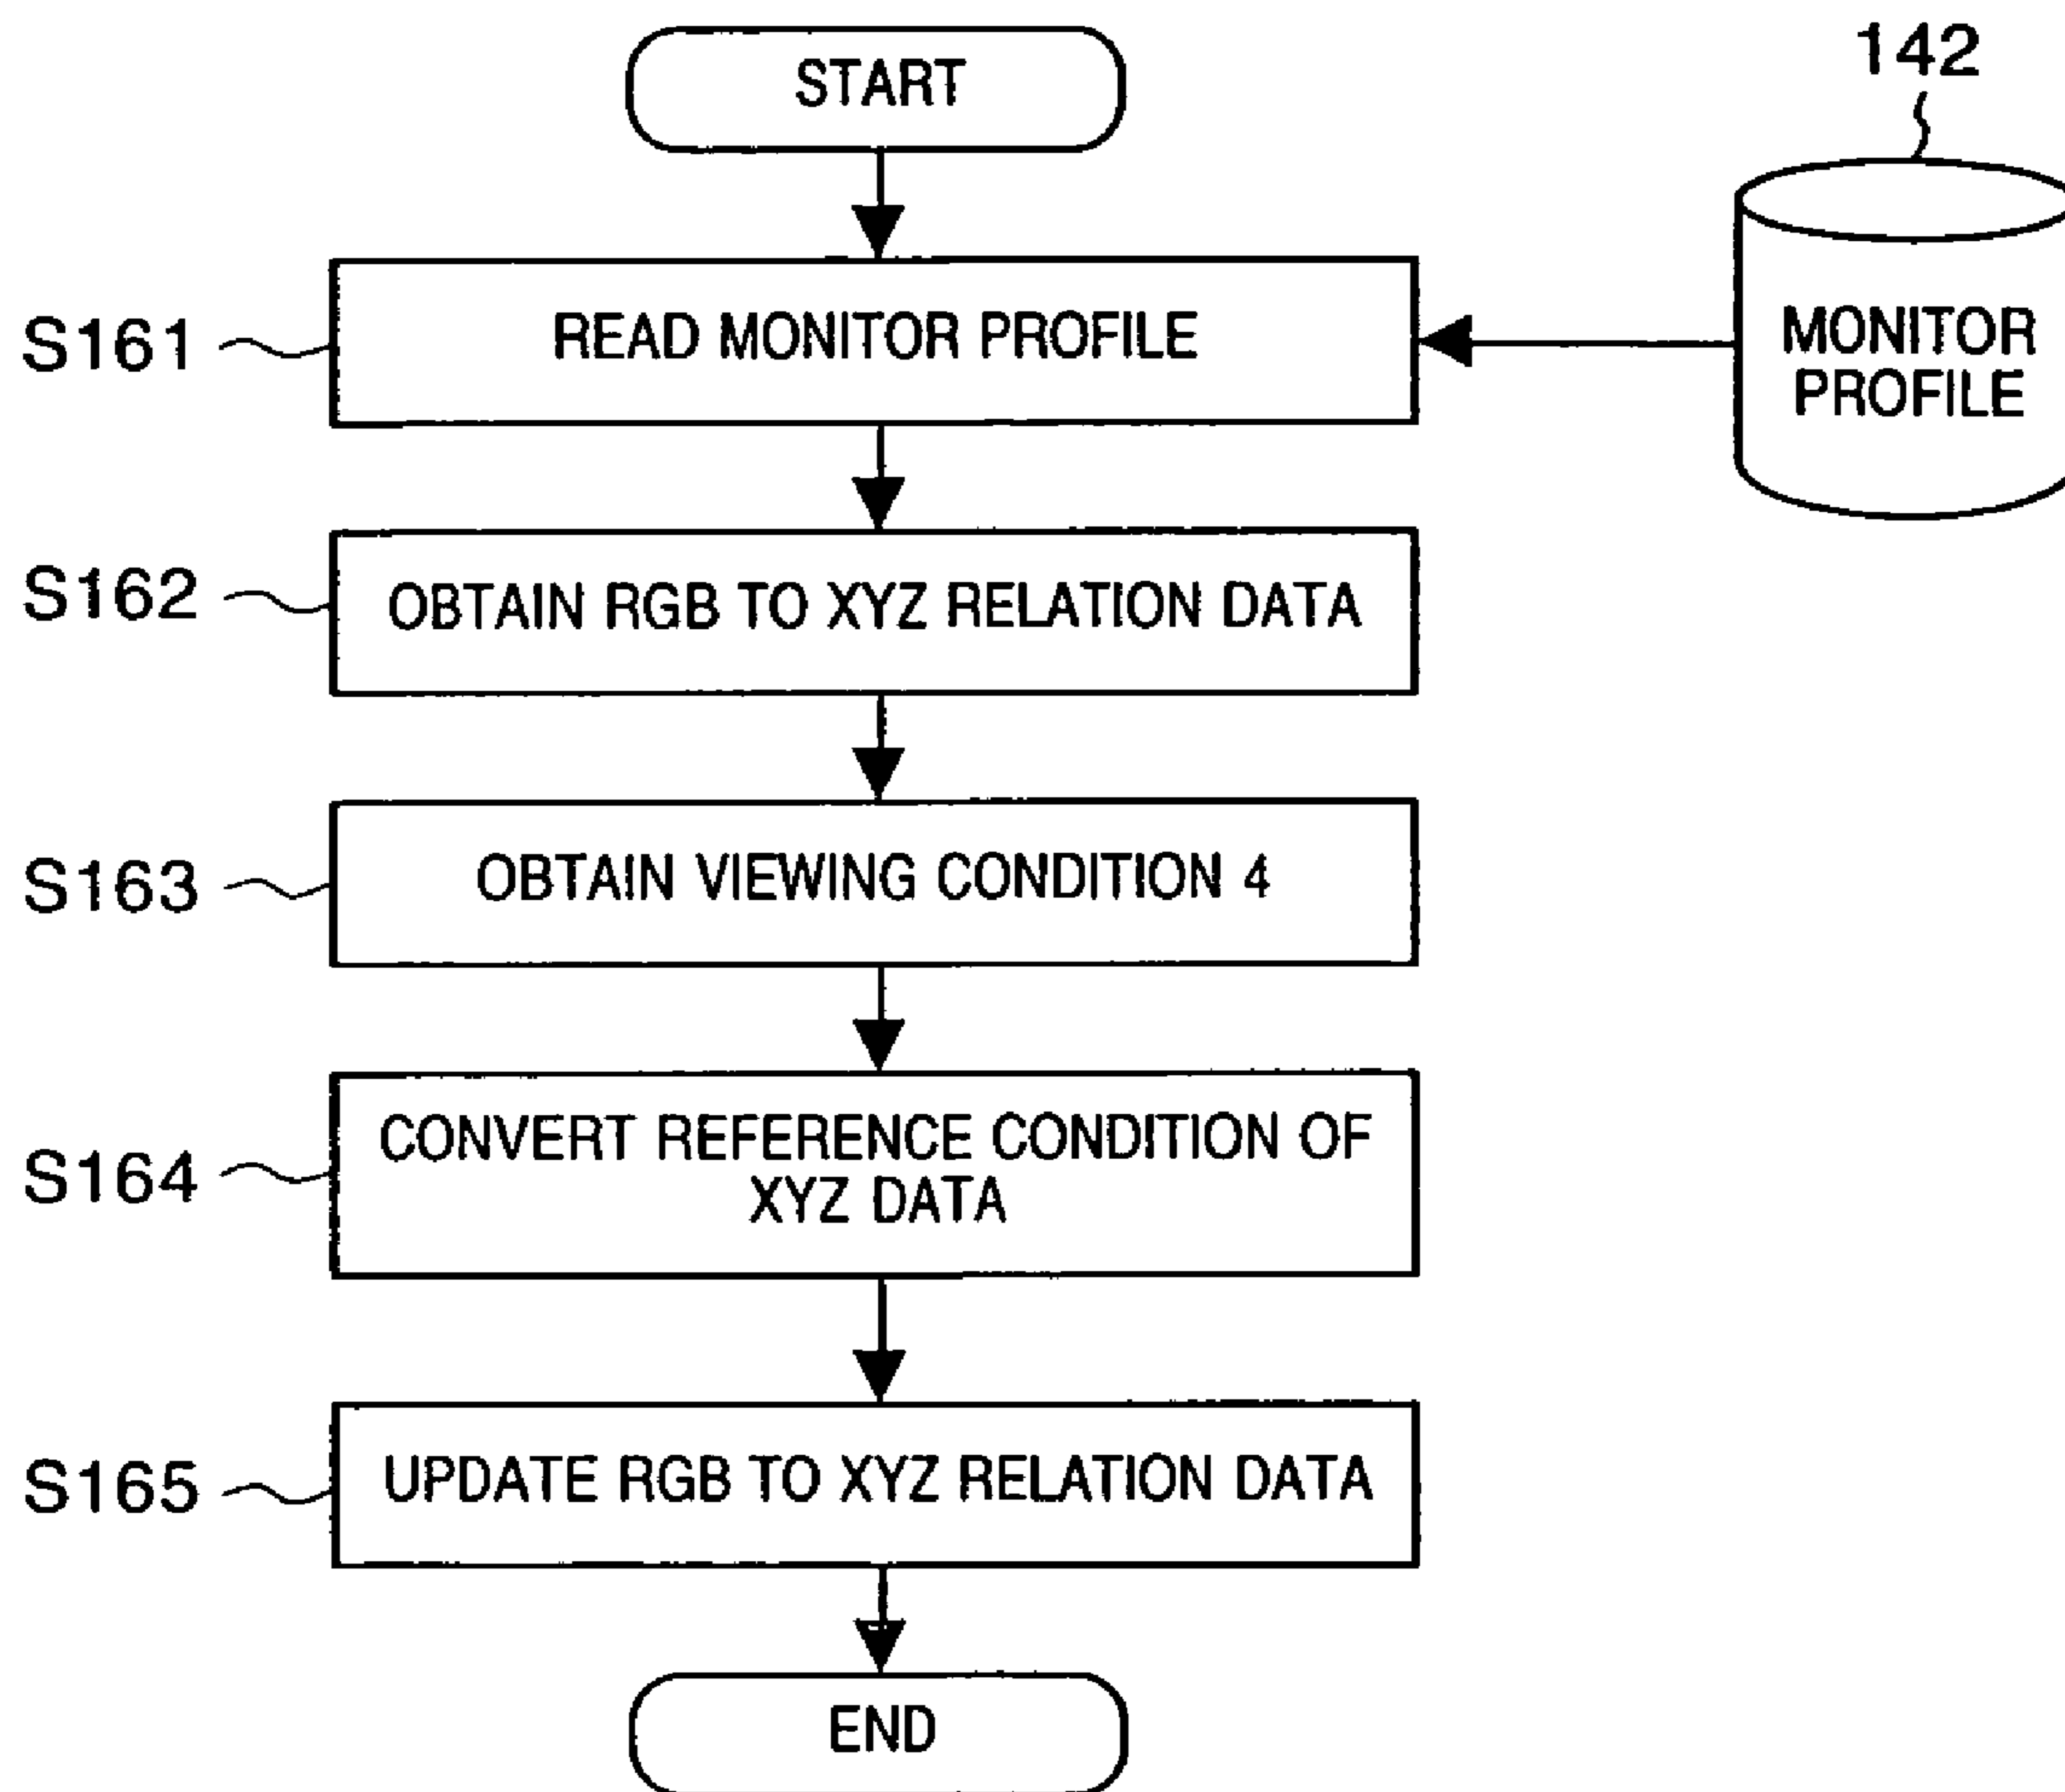 START
142
S161
READ MONITOR PROFILE
MONITOR
PROFILE
S162
OBTAIN RGB TO XYZ RELATION DATA
S163
OBTAIN VIEWING CONDITION 4
S164
CONVERT REFERENCE CONDITION OF
XYZ DATA
S165
UPDATE RGB TO XYZ RELATION DATA
END